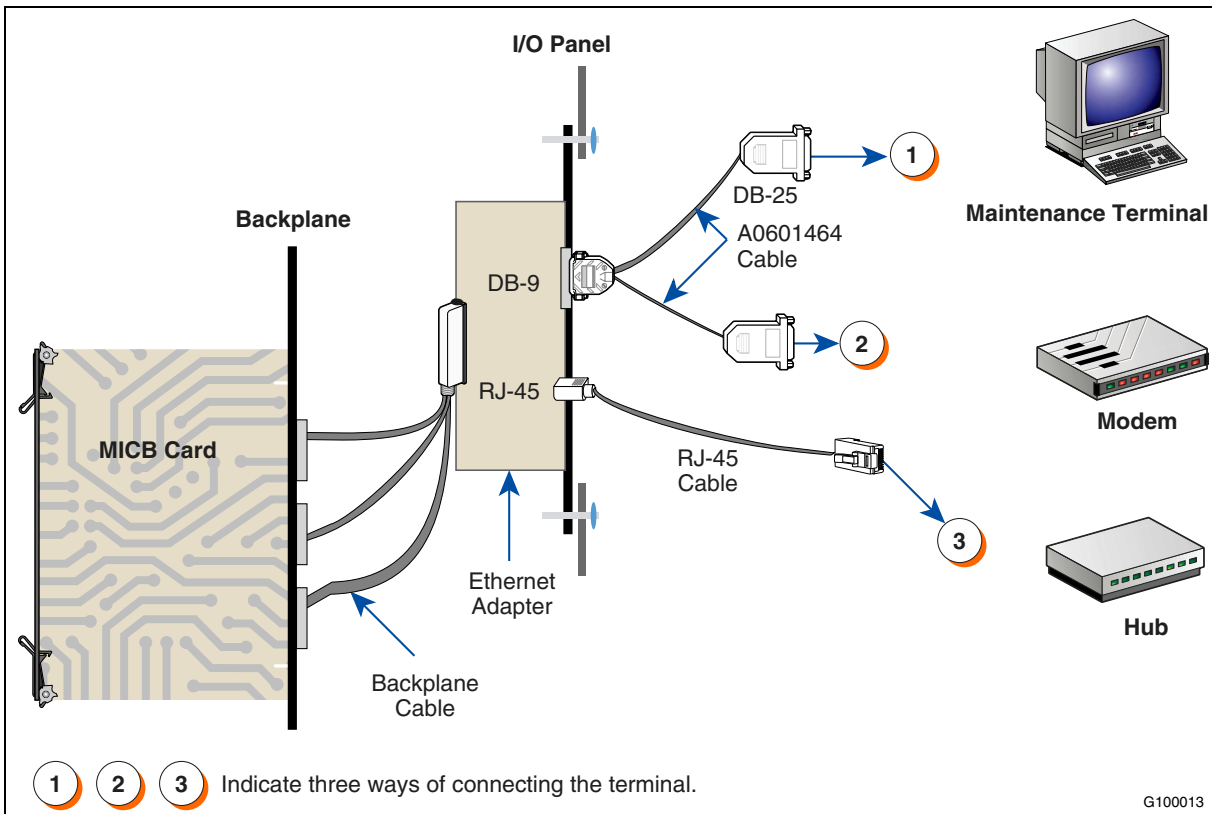 I/O Panel
1
DB-25
Maintenance Terminal
Backplane
A0601464
Cable
DB-9
2
RJ-45
Modem
MICB Card
RJ-45
Cable
3
Ethernet
Adapter
Hub
Backplane
Cable
1 2 3 Indicate three ways of connecting the terminal.
G100013